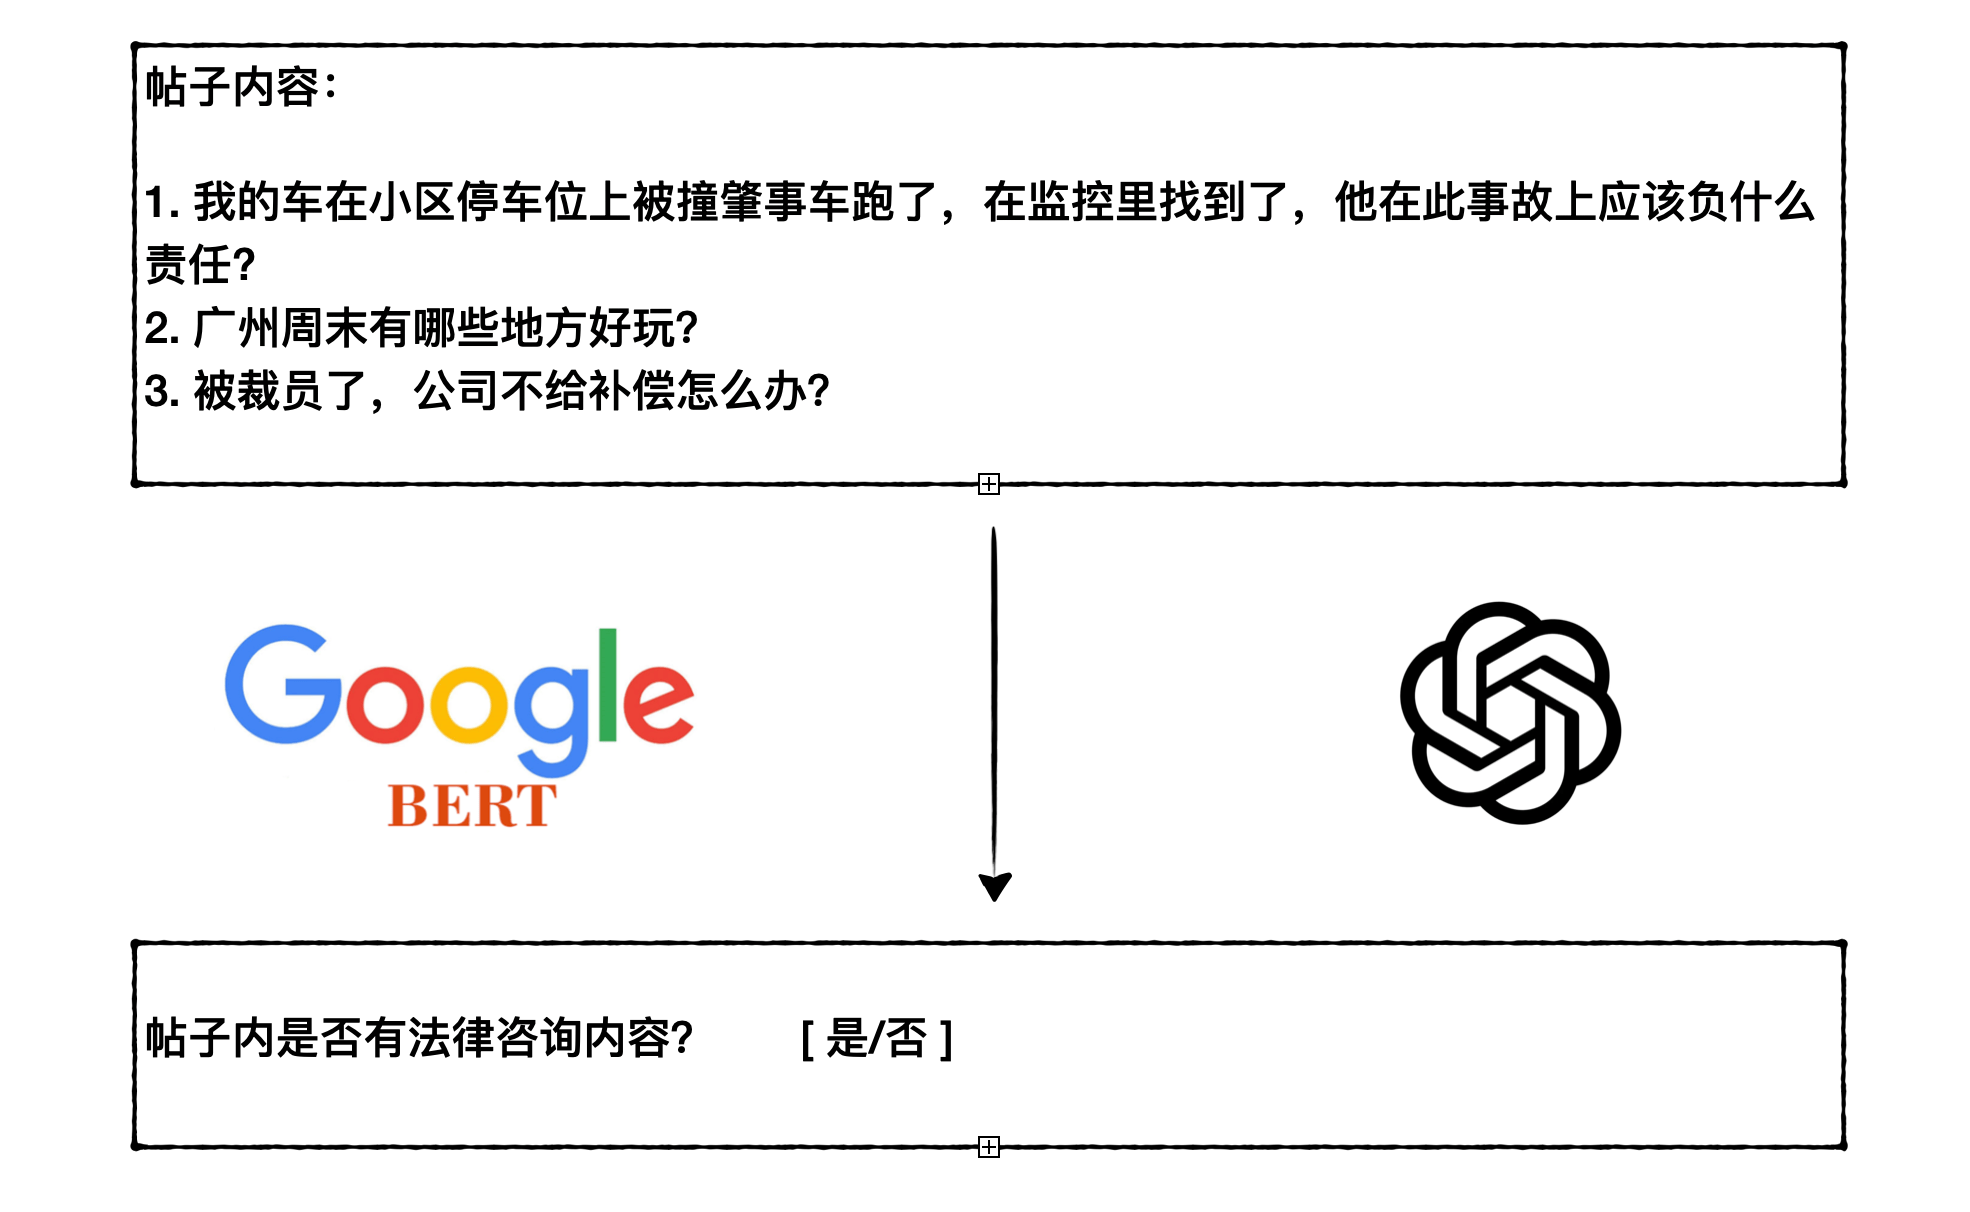 帖子内容：
1. 我的车在小区停车位上被撞肇事车跑了，在监控里找到了，他在此事故上应该负什么
责任？
2. 广州周末有哪些地方好玩？
3. 被裁员了，公司不给补偿怎么办？
Google
BERT
帖子内是否有法律咨询内容？ [ 是/否 ]